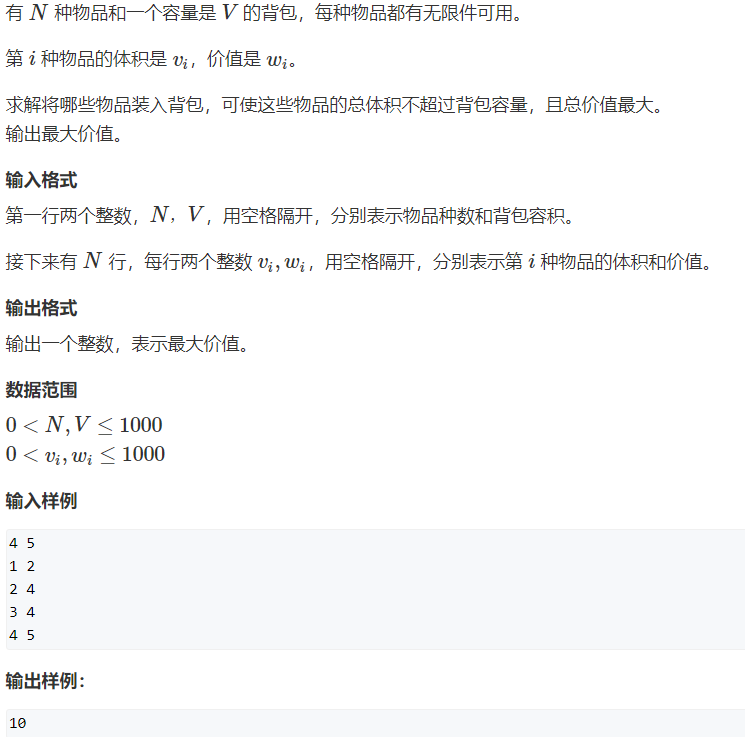 有 N 种物品和一个容量是 V 的背包，每种物品都有无限件可用。
第 i 种物品的体积是 vᵢ，价值是 wᵢ。
求解将哪些物品装入背包，可使这些物品的总体积不超过背包容量，且总价值最大。
输出最大价值。
输入格式
第一行两个整数，N，V，用空格隔开，分别表示物品种数和背包容积。
接下来有 N 行，每行两个整数 vᵢ, wᵢ，用空格隔开，分别表示第 i 种物品的体积和价值。
输出格式
输出一个整数，表示最大价值。
数据范围
0 < N, V ≤ 1000
0 < vᵢ, wᵢ ≤ 1000
输入样例
4 5
1 2
2 4
3 4
4 5
输出样例：
10